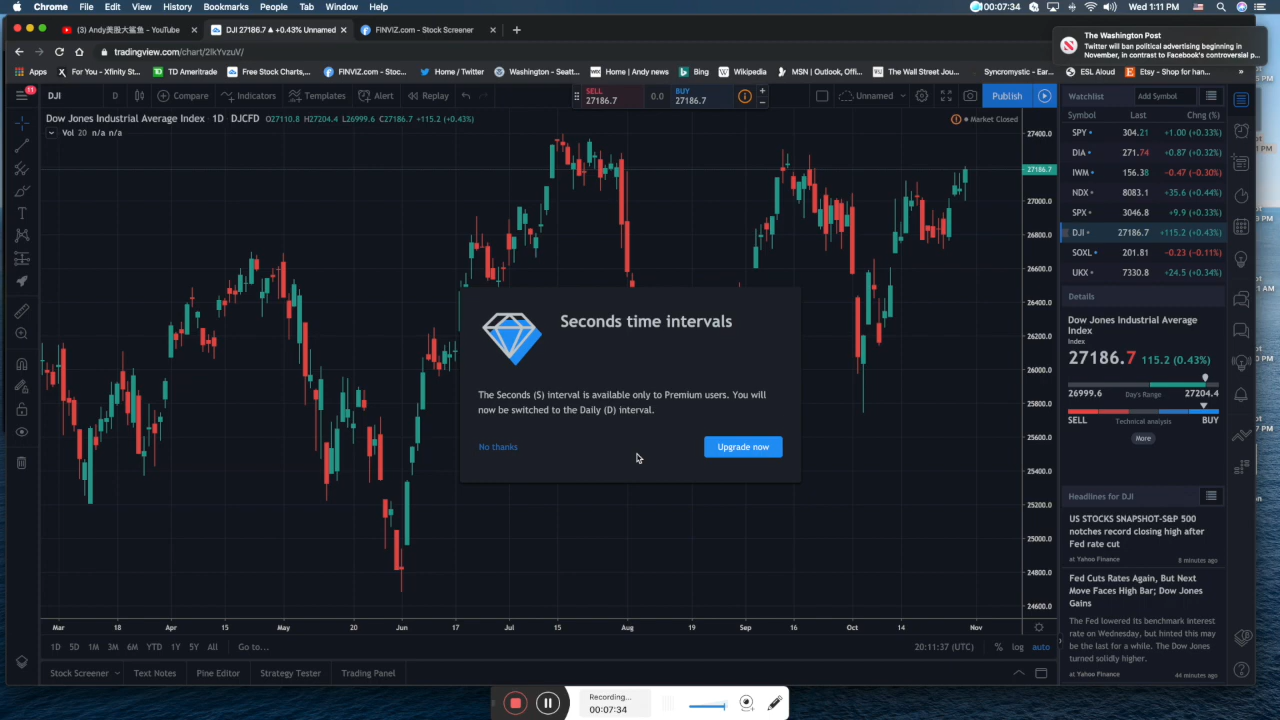 Chrome File Edit View History Bookmarks People Tab Window Help
00:07:34 Wed 1:11 PM
(3) Andy美股大鲨鱼 - YouTube
DJI 27186.7 ▲ +0.43% Unnamed
FINVIZ.com - Stock Screener
tradingview.com/chart/2lkYvzuV/
The Washington Post
Twitter will ban political advertising beginning in
November, in contrast to Facebook's controversial p...
Apps For You - Xfinity St... TD Ameritrade Free Stock Charts,... FINVIZ.com - Stoc... Home / Twitter Washington - Seatt... Home | Andy news Bing Wikipedia MSN | Outlook, Offi... The Wall Street Jou... Syncromystic - Ear... ESL Aloud Etsy - Shop for han... »
11
DJI D Compare Indicators Templates Alert Replay
SELL
27186.7
0.0
BUY
27186.7
Unnamed
Publish
Dow Jones Industrial Average Index · 1D · DJCFD O27110.8 H27204.4 L26999.6 C27186.7 +115.2 (+0.43%)
Vol 20 n/a n/a
Market Closed
27400.0
27186.7
27000.0
26800.0
26600.0
26400.0
26200.0
26000.0
25800.0
25600.0
25400.0
25200.0
25000.0
24800.0
24600.0
Seconds time intervals
The Seconds (S) interval is available only to Premium users. You will
now be switched to the Daily (D) interval.
No thanks
Upgrade now
Mar 18 Apr 15 May 20 Jun 17 Jul 15 Aug 19 Sep 16 Oct 14 Nov
1D 5D 1M 3M 6M YTD 1Y 5Y All Go to...
20:11:37 (UTC) % log auto
Stock Screener Text Notes Pine Editor Strategy Tester Trading Panel
Watchlist Add Symbol
Symbol Last Chng (%)
SPY 304.21 +1.00 (+0.33%)
DIA 271.74 +0.87 (+0.32%)
IWM 156.38 -0.47 (-0.30%)
NDX 8083.1 +35.6 (+0.44%)
SPX 3046.8 +9.9 (+0.33%)
DJI 27186.7 +115.2 (+0.43%)
SOXL 201.81 -0.23 (-0.11%)
UKX 7330.8 +24.5 (+0.34%)
Details
Dow Jones Industrial Average
Index
Index
27186.7 115.2 (0.43%)
26999.6 Day's Range 27204.4
SELL Technical analysis BUY
More
Headlines for DJI
US STOCKS SNAPSHOT-S&P 500
notches record closing high after
Fed rate cut
at Yahoo Finance 8 minutes ago
Fed Cuts Rates Again, But Next
Move Faces High Bar; Dow Jones
Gains
The Fed lowered its benchmark interest
rate on Wednesday, but hinted this may
be the last for a while. The Dow Jones
turned solidly higher.
at Yahoo Finance 44 minutes ago
Recording...
00:07:34